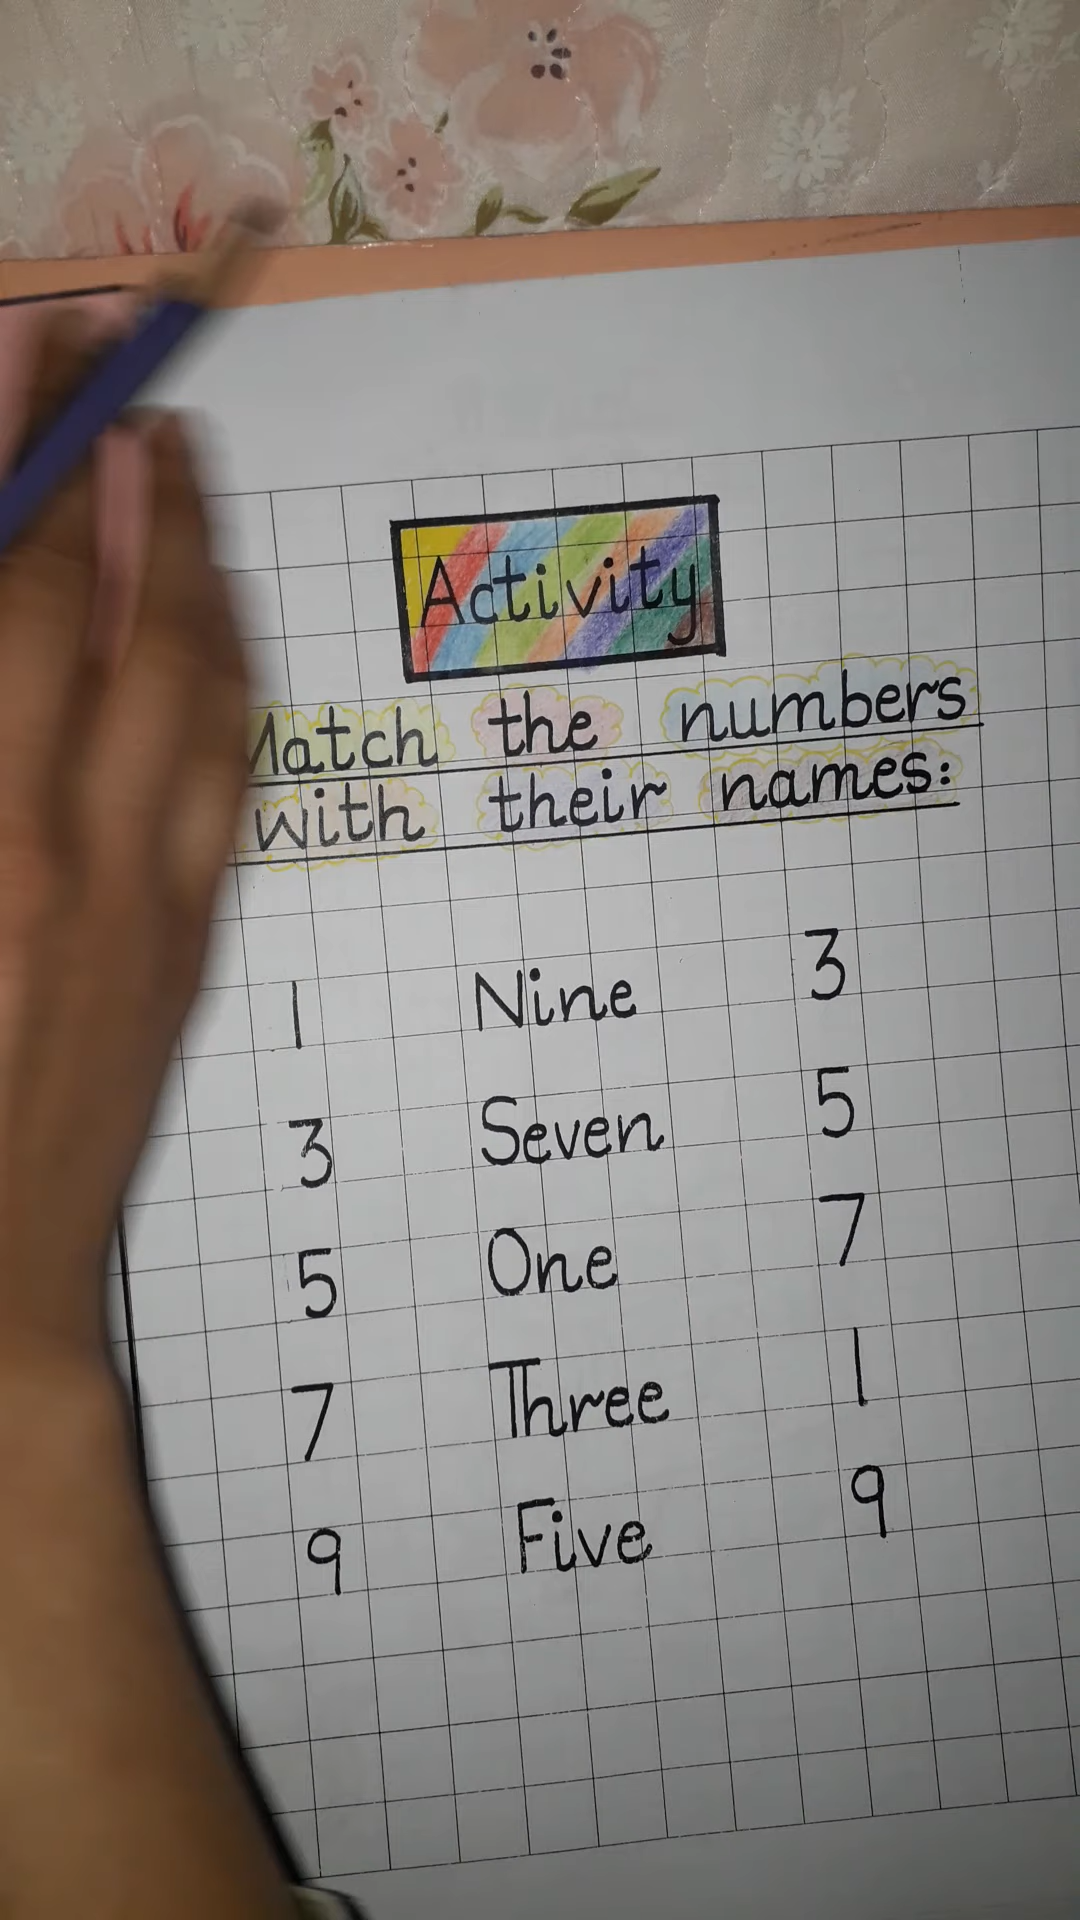 Activity
Match the numbers
with their names:
1 Nine 3
3 Seven 5
5 One 7
7 Three 1
9 Five 9